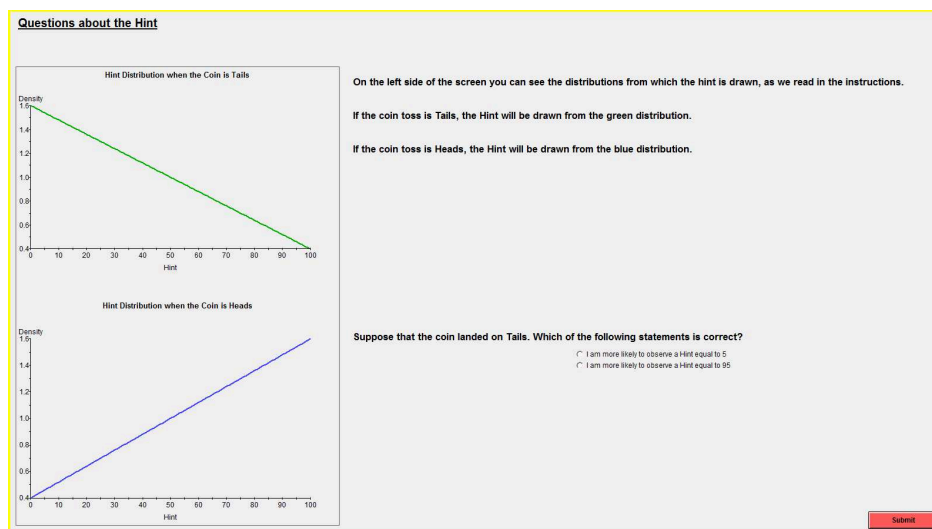 Questions about the Hint
Hint Distribution when the Coin is Tails
Density
1.6
1.4
1.2
1.0
0.8
0.6
0.4
0 10 20 30 40 50 60 70 80 90 100
Hint
On the left side of the screen you can see the distributions from which the hint is drawn, as we read in the instructions.
If the coin toss is Tails, the Hint will be drawn from the green distribution.
If the coin toss is Heads, the Hint will be drawn from the blue distribution.
Hint Distribution when the Coin is Heads
Density
1.6
1.4
1.2
1.0
0.8
0.6
0.4
0 10 20 30 40 50 60 70 80 90 100
Hint
Suppose that the coin landed on Tails. Which of the following statements is correct?
I am more likely to observe a Hint equal to 5
I am more likely to observe a Hint equal to 95
Submit